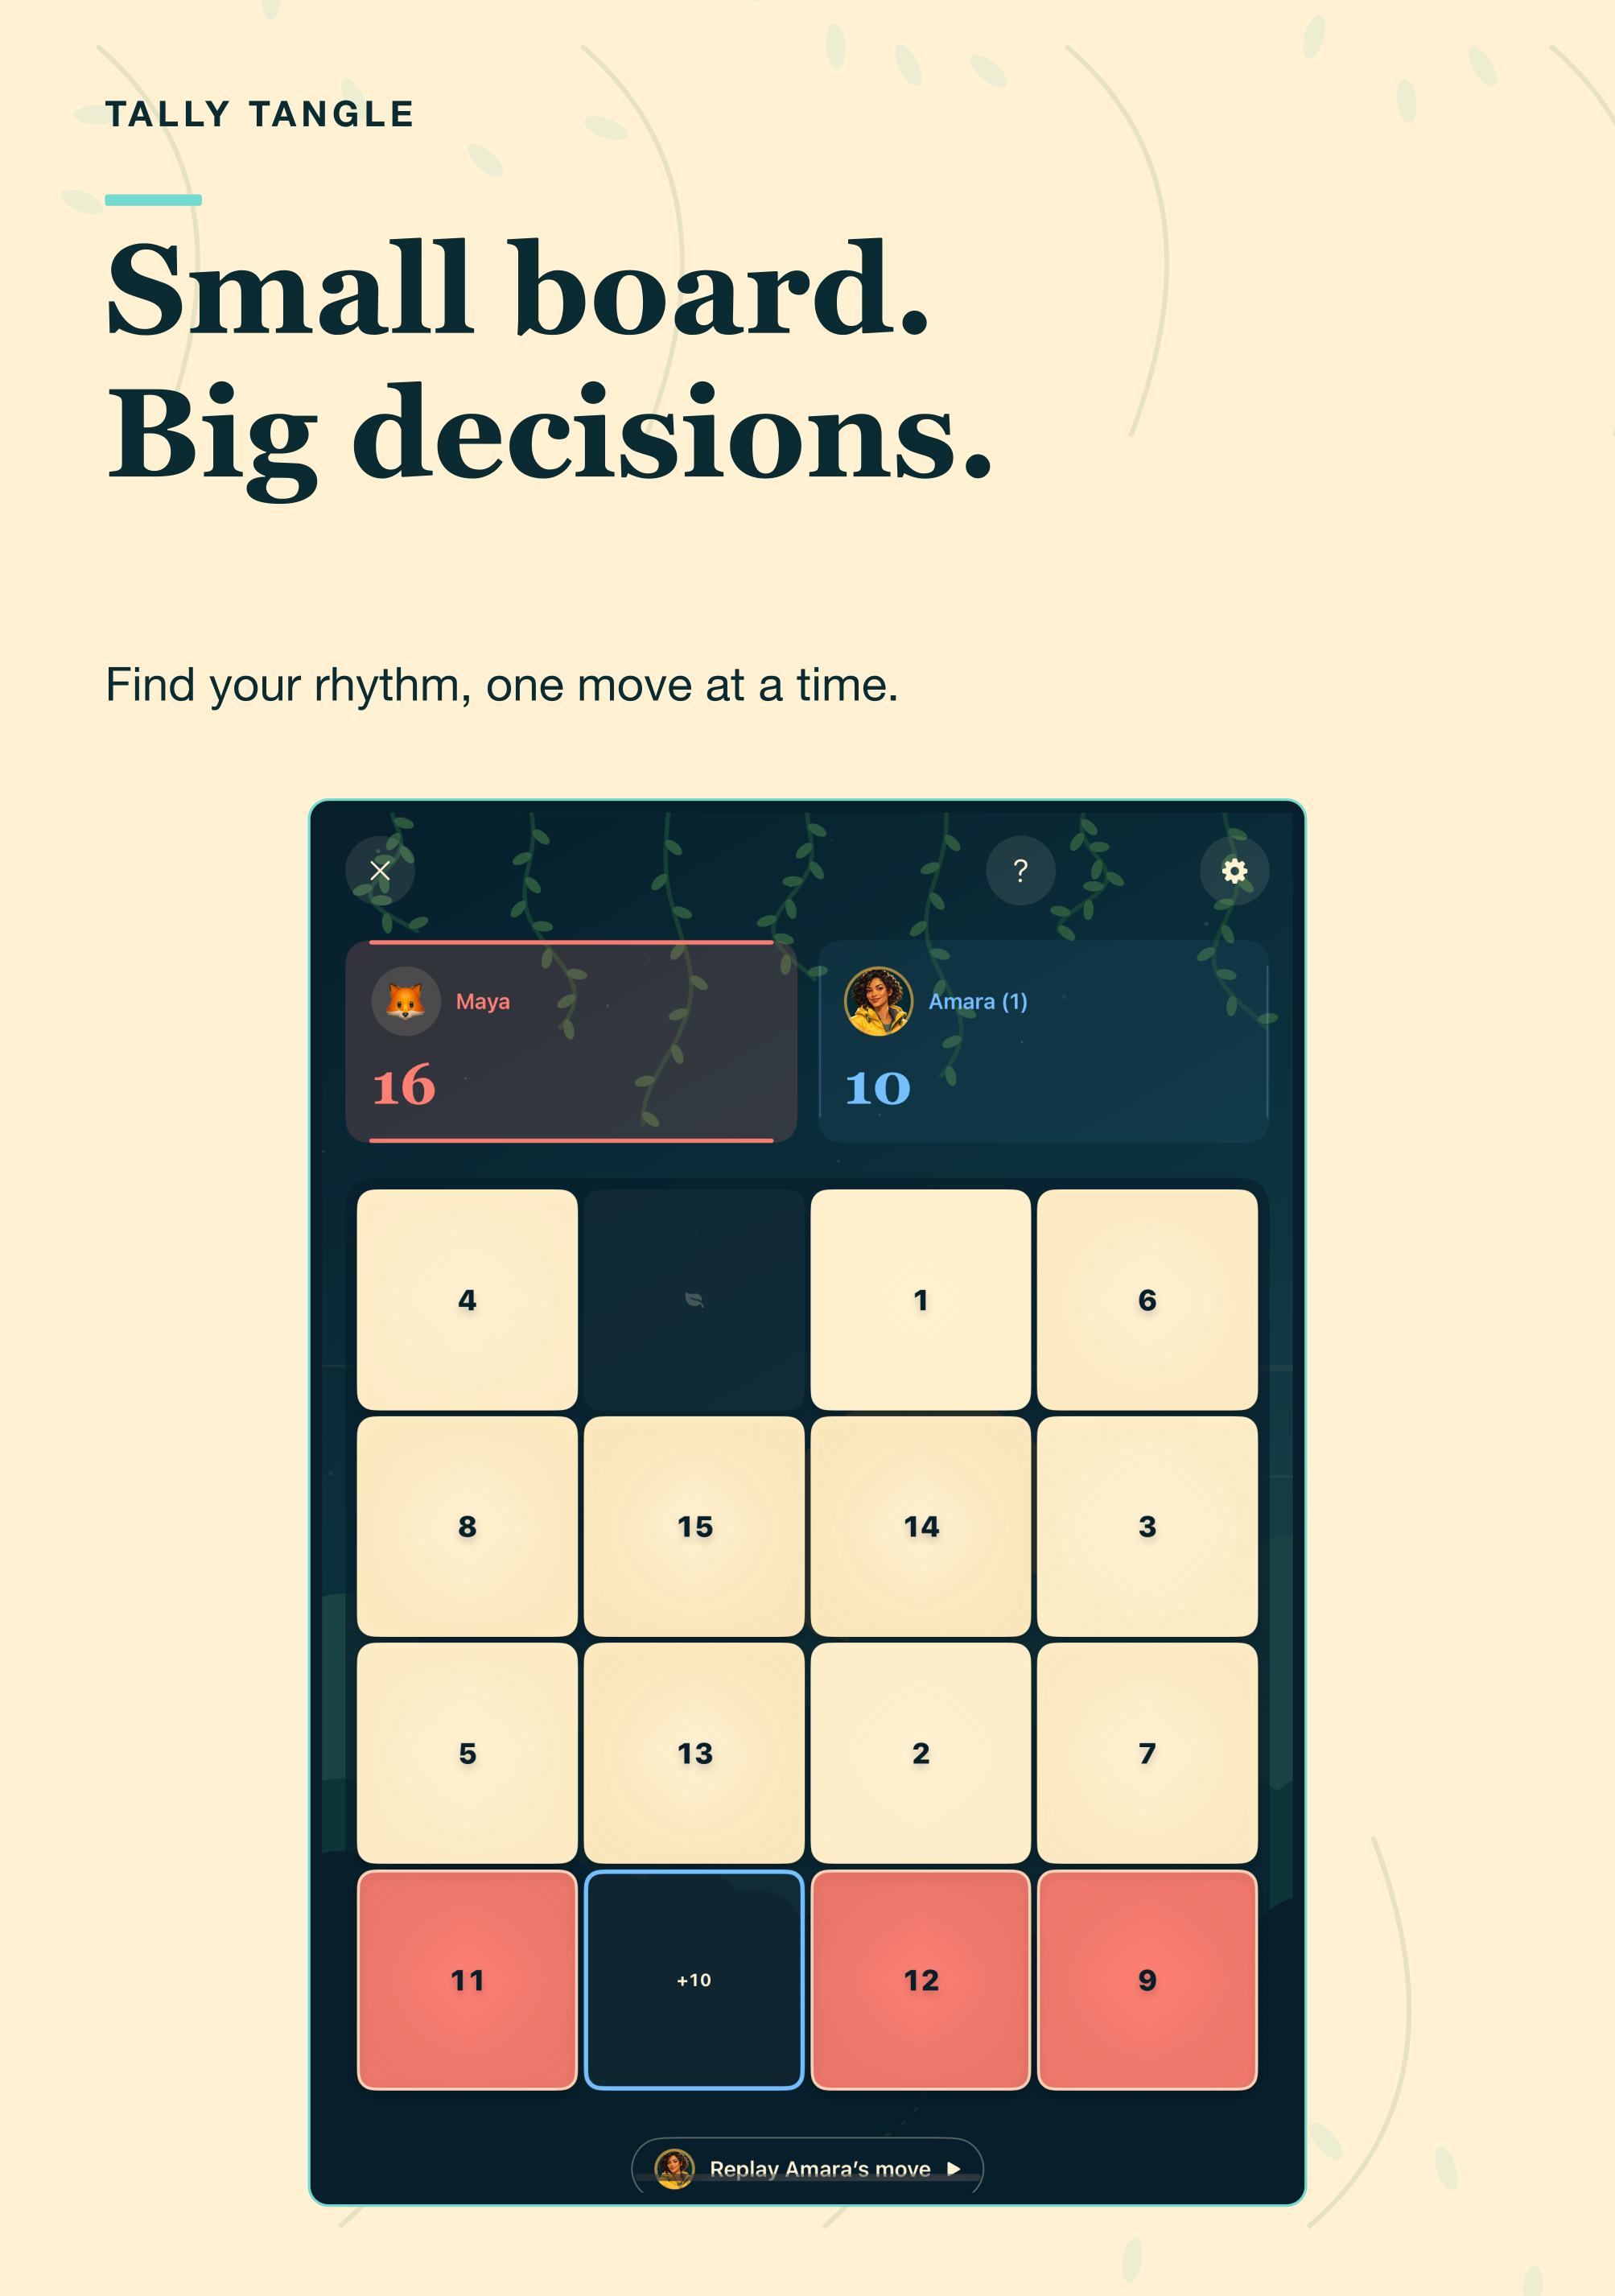 TALLY TANGLE
Small board.
Big decisions.
Find your rhythm, one move at a time.
?
Maya
Amara (1)
16
10
4 1 6
8 15 14 3
5 13 2 7
11 +10 12 9
Replay Amara’s move